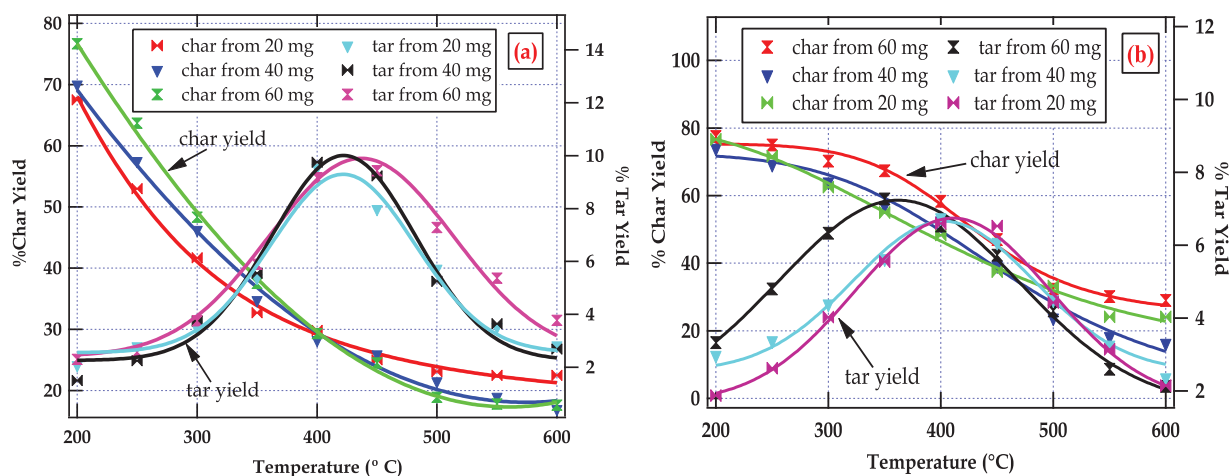 80
70
60
50
40
30
20
%Char Yield
char from 20 mg
char from 40 mg
char from 60 mg
tar from 20 mg
tar from 40 mg
tar from 60 mg
(a)
char yield
tar yield
14
12
10
8
6
4
2
% Tar Yield
200
300
400
500
600
Temperature (° C)
100
80
60
40
20
0
% Char Yield
char from 60 mg
char from 40 mg
char from 20 mg
tar from 60 mg
tar from 40 mg
tar from 20 mg
(b)
char yield
tar yield
12
10
8
6
4
2
% Tar Yield
200
300
400
500
600
Temperature (°C)